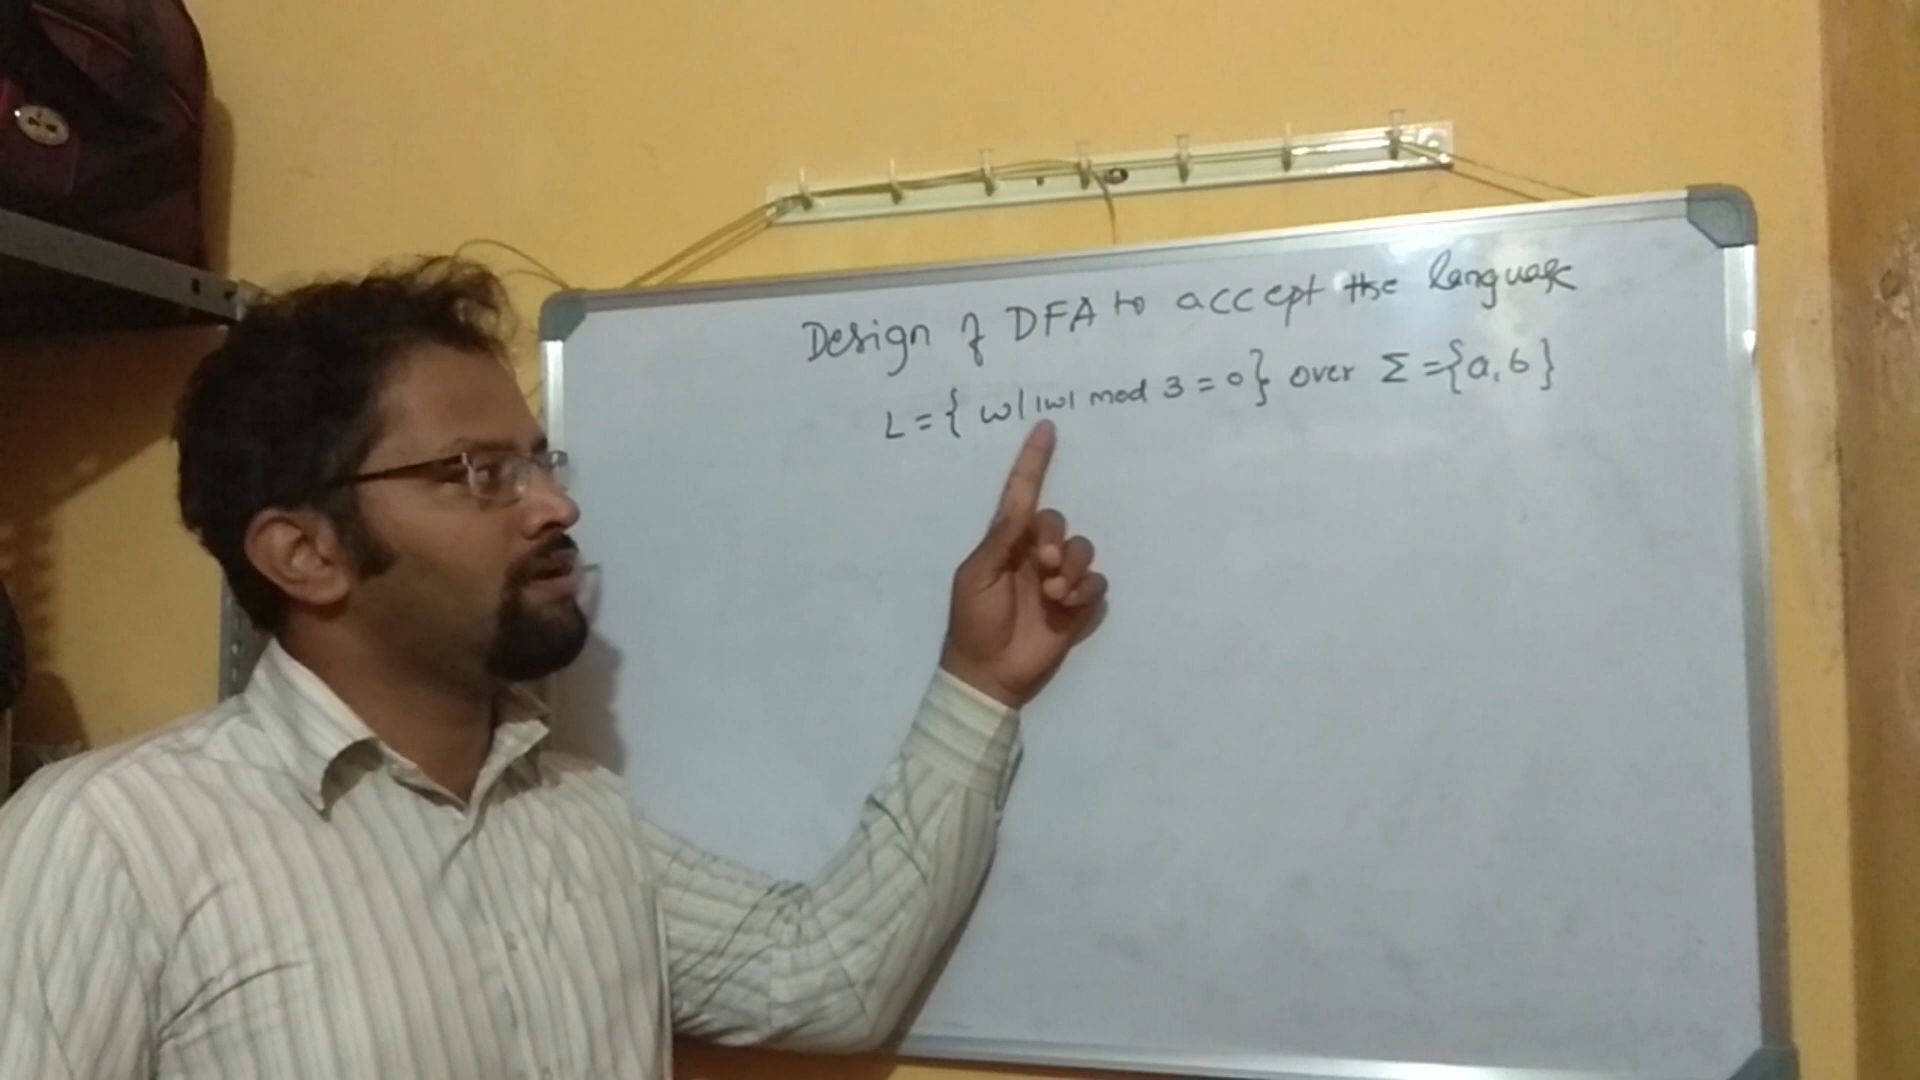 Design of DFA to accept the language
L = { w | |w| mod 3 = 0 } over Σ = {a, b}